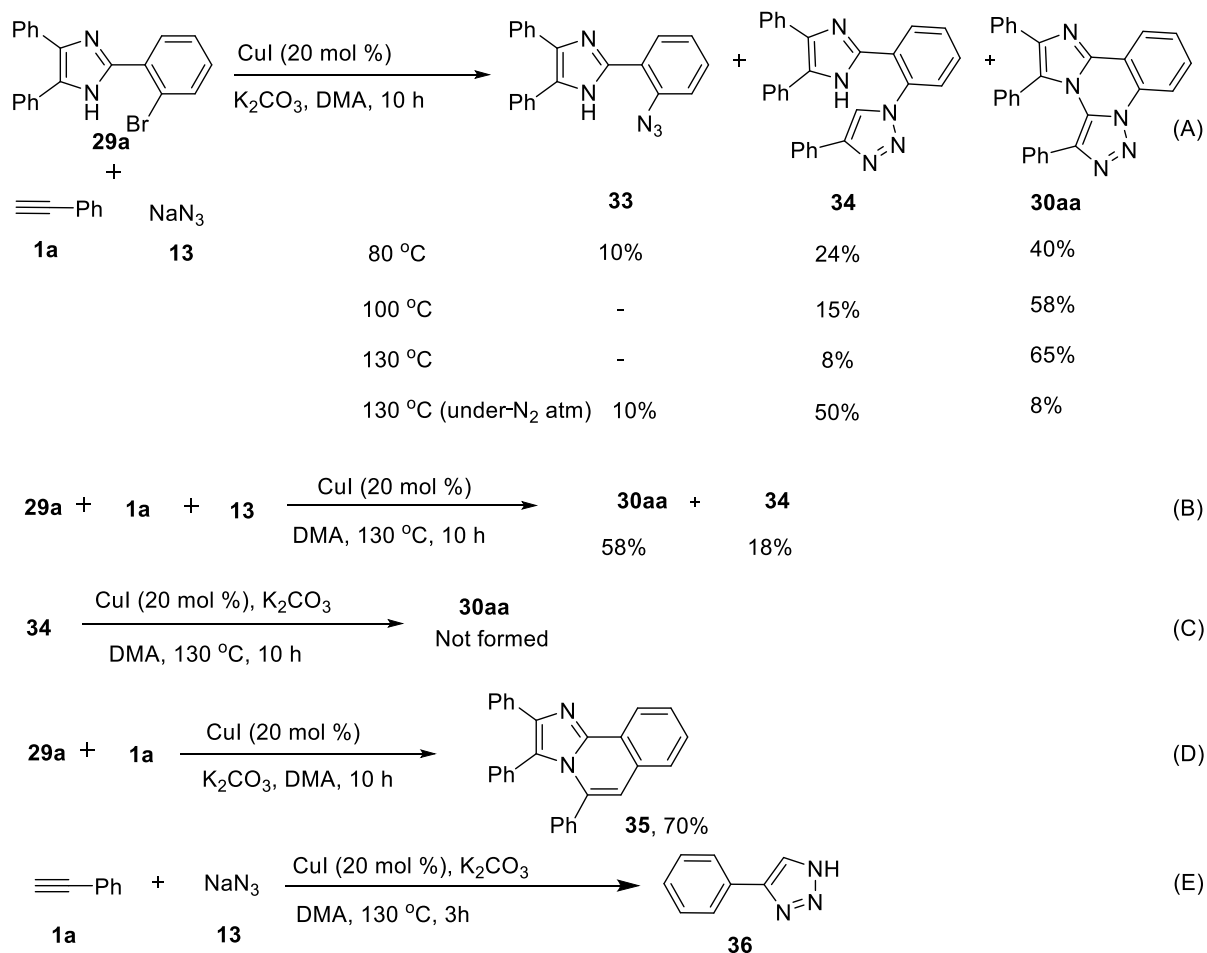 Ph N Ph N Ph N
CuI (20 mol %)
+ +
Ph N H Br K2CO3, DMA, 10 h Ph N H N3 Ph N H N Ph N N
29a (A)
+ Ph N N Ph N N
≡ Ph NaN3 33 34 30aa
1a 13
80 °C 10% 24% 40%
100 °C - 15% 58%
130 °C - 8% 65%
130 °C (under-N2 atm) 10% 50% 8%
CuI (20 mol %)
29a + 1a + 13 30aa + 34 (B)
DMA, 130 °C, 10 h
58% 18%
CuI (20 mol %), K2CO3
34 30aa (C)
DMA, 130 °C, 10 h Not formed
Ph N
CuI (20 mol %)
29a + 1a (D)
K2CO3, DMA, 10 h Ph N
Ph 35, 70%
CuI (20 mol %), K2CO3
Ph + NaN3 NH (E)
DMA, 130 °C, 3h N N
1a 13 36